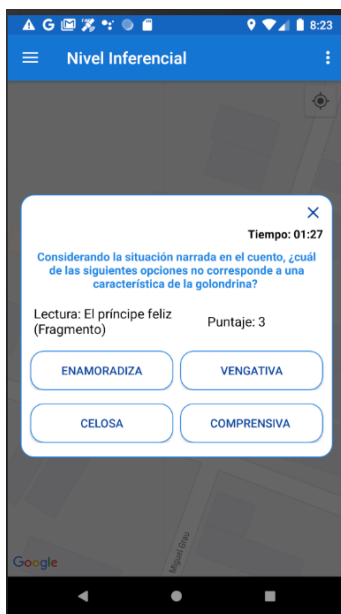 8:23
Nivel Inferencial
Tiempo: 01:27
Considerando la situación narrada en el cuento, ¿cuál
de las siguientes opciones no corresponde a una
característica de la golondrina?
Lectura: El príncipe feliz
(Fragmento)
Puntaje: 3
ENAMORADIZA
VENGATIVA
CELOSA
COMPRENSIVA
Miguel Grau
Google